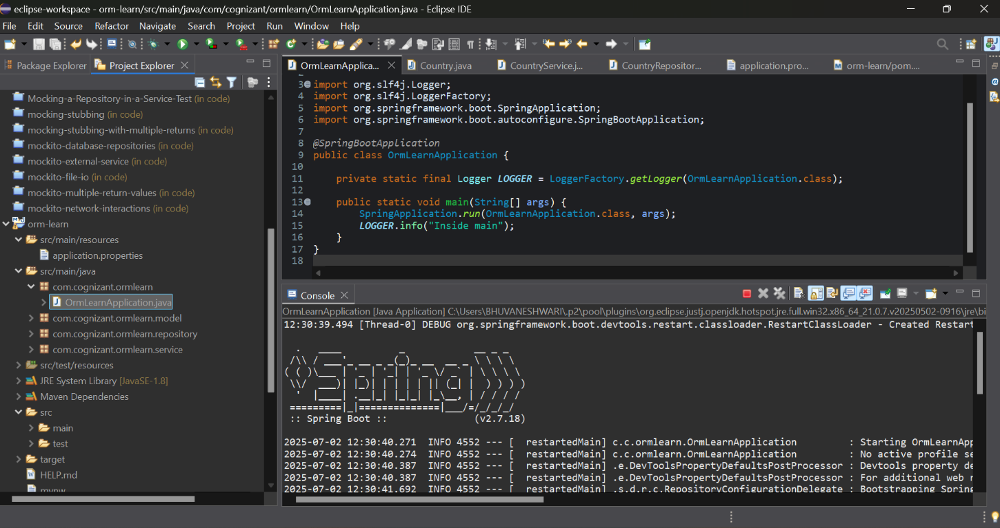 eclipse-workspace - orm-learn/src/main/java/com/cognizant/ormlearn/OrmLearnApplication.java - Eclipse IDE
File Edit Source Refactor Navigate Search Project Run Window Help
Package Explorer Project Explorer
Mocking-a-Repository-in-a-Service-Test (in code)
mocking-stubbing (in code)
mocking-stubbing-with-multiple-returns (in code)
mockito-database-repositories (in code)
mockito-external-service (in code)
mockito-file-io (in code)
mockito-multiple-return-values (in code)
mockito-network-interactions (in code)
orm-learn
src/main/resources
application.properties
src/main/java
com.cognizant.ormlearn
OrmLearnApplication.java
com.cognizant.ormlearn.model
com.cognizant.ormlearn.repository
com.cognizant.ormlearn.service
src/test/resources
JRE System Library [JavaSE-1.8]
Maven Dependencies
src
main
test
target
HELP.md
mvnw
OrmLearnApplica... Country.java CountryService.j... CountryRepositor... application.pro... orm-learn/pom....
3 import org.slf4j.Logger;
4 import org.slf4j.LoggerFactory;
5 import org.springframework.boot.SpringApplication;
6 import org.springframework.boot.autoconfigure.SpringBootApplication;
7
8 @SpringBootApplication
9 public class OrmLearnApplication {
10
11 private static final Logger LOGGER = LoggerFactory.getLogger(OrmLearnApplication.class);
12
13 public static void main(String[] args) {
14 SpringApplication.run(OrmLearnApplication.class, args);
15 LOGGER.info("Inside main");
16 }
17 }
18
Console
OrmLearnApplication [Java Application] C:\Users\BHUVANESHWARI\.p2\pool\plugins\org.eclipse.justj.openjdk.hotspot.jre.full.win32.x86_64_21.0.7.v20250502-0916\jre\bi
12:30:39.494 [Thread-0] DEBUG org.springframework.boot.devtools.restart.classloader.RestartClassLoader - Created Restart
Spring
:: Spring Boot :: (v2.7.18)
2025-07-02 12:30:40.271 INFO 4552 --- [ restartedMain] c.c.ormlearn.OrmLearnApplication : Starting OrmLearnApp
2025-07-02 12:30:40.274 INFO 4552 --- [ restartedMain] c.c.ormlearn.OrmLearnApplication : No active profile se
2025-07-02 12:30:40.387 INFO 4552 --- [ restartedMain] .e.DevToolsPropertyDefaultsPostProcessor : Devtools property de
2025-07-02 12:30:40.387 INFO 4552 --- [ restartedMain] .e.DevToolsPropertyDefaultsPostProcessor : For additional web r
2025-07-02 12:30:41.692 INFO 4552 --- [ restartedMain] .s.d.r.c.RepositoryConfigurationDelegate : Bootstrapping Spring